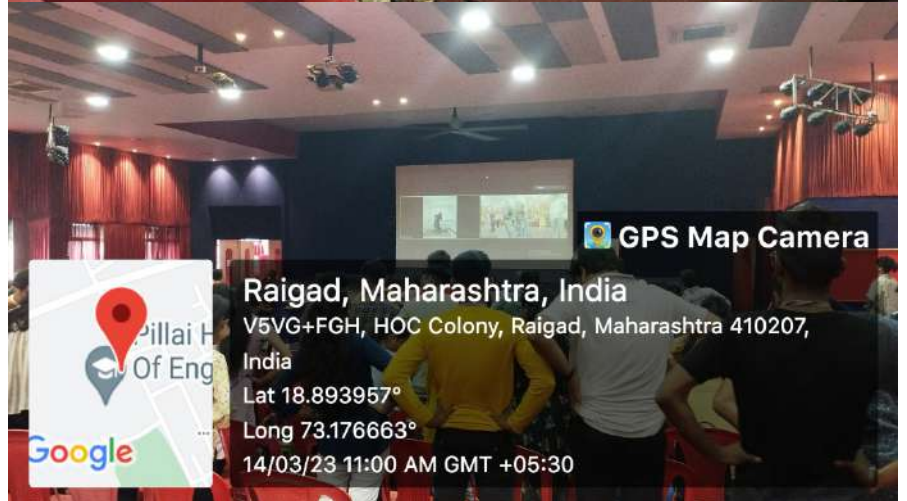 GPS Map Camera
Raigad, Maharashtra, India
V5VG+FGH, HOC Colony, Raigad, Maharashtra 410207,
India
Lat 18.893957°
Long 73.176663°
14/03/23 11:00 AM GMT +05:30
Pillai H
Of Eng
Google